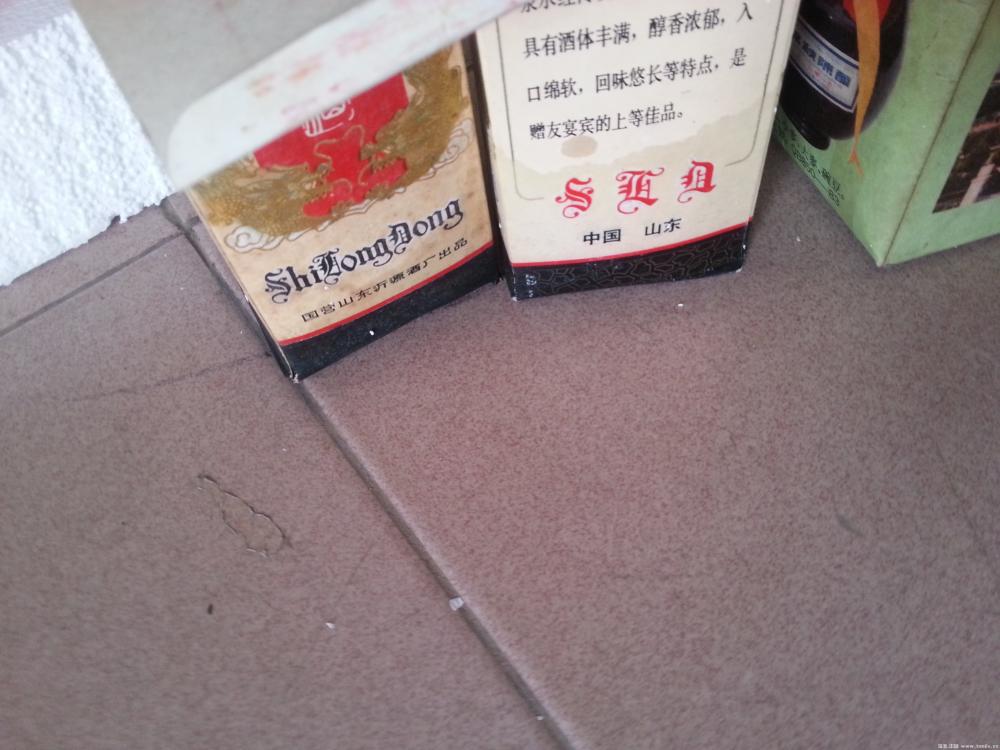 ShiLongDong
国营山东沂源酒厂出品
具有酒体丰满，醇香浓郁，入
口绵软，回味悠长等特点，是
赠友宴宾的上等佳品。
SLD
中国 山东